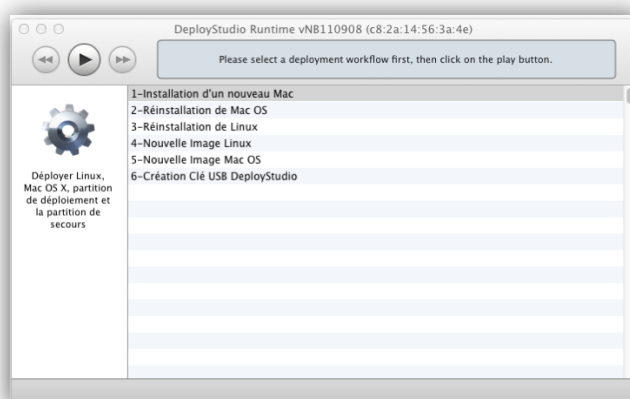 DeployStudio Runtime vNB110908 (c8:2a:14:56:3a:4e)
Please select a deployment workflow first, then click on the play button.
1-Installation d'un nouveau Mac
2-Réinstallation de Mac OS
3-Réinstallation de Linux
4-Nouvelle Image Linux
5-Nouvelle Image Mac OS
6-Création Clé USB DeployStudio
Déployer Linux,
Mac OS X, partition
de déploiement et
la partition de
secours